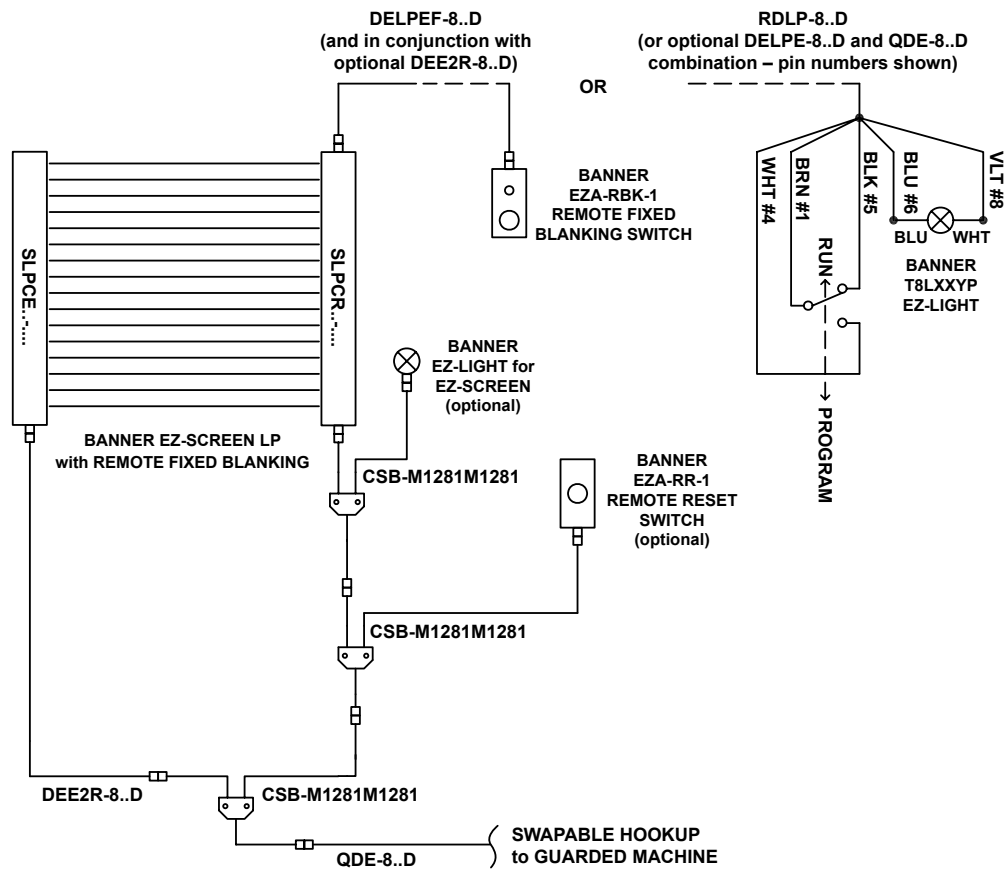 DELPEF-8..D
(and in conjunction with
optional DEE2R-8..D)
OR
RDLP-8..D
(or optional DELPE-8..D and QDE-8..D
combination – pin numbers shown)
SLPCE..-....
SLPCR..-....
BANNER
EZA-RBK-1
REMOTE FIXED
BLANKING SWITCH
WHT #4
BRN #1
BLK #5
BLU #6
VLT #8
BLU
WHT
BANNER
T8LXXYP
EZ-LIGHT
RUN
PROGRAM
BANNER
EZ-LIGHT for
EZ-SCREEN
(optional)
BANNER EZ-SCREEN LP
with REMOTE FIXED BLANKING
CSB-M1281M1281
BANNER
EZA-RR-1
REMOTE RESET
SWITCH
(optional)
CSB-M1281M1281
DEE2R-8..D
CSB-M1281M1281
QDE-8..D
SWAPABLE HOOKUP
to GUARDED MACHINE